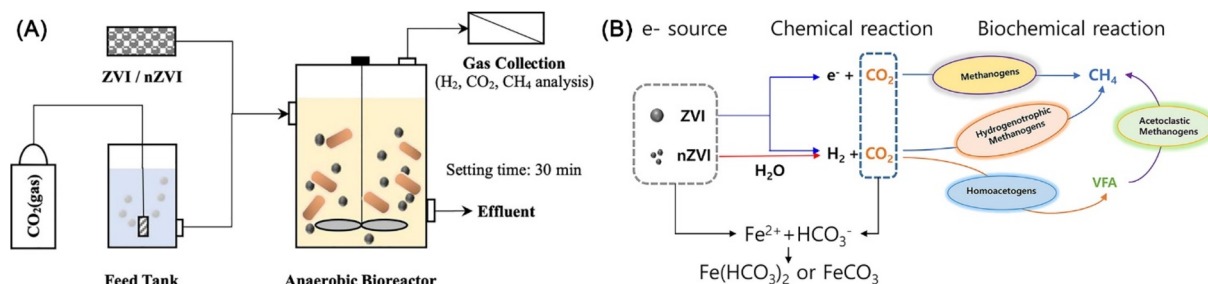 (A)
ZVI / nZVI
Gas Collection
(H₂, CO₂, CH₄ analysis)
CO₂(gas)
Setting time: 30 min
Effluent
Feed Tank
Anaerobic Bioreactor
(B)
e- source
Chemical reaction
Biochemical reaction
ZVI
nZVI
H₂O
e⁻ + CO₂
H₂ + CO₂
Methanogens
CH₄
Hydrogenotrophic
Methanogens
Acetoclastic
Methanogens
Homoacetogens
VFA
Fe²⁺ + HCO₃⁻
Fe(HCO₃)₂ or FeCO₃